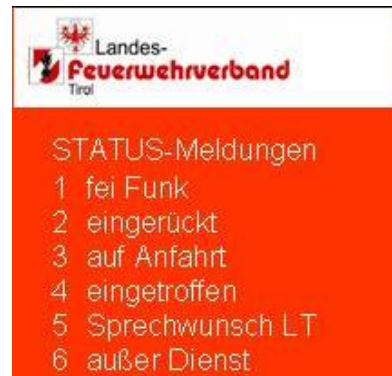 Landes-
Feuerwehrverband
Tirol
STATUS-Meldungen
1 fei Funk
2 eingerückt
3 auf Anfahrt
4 eingetroffen
5 Sprechwunsch LT
6 außer Dienst